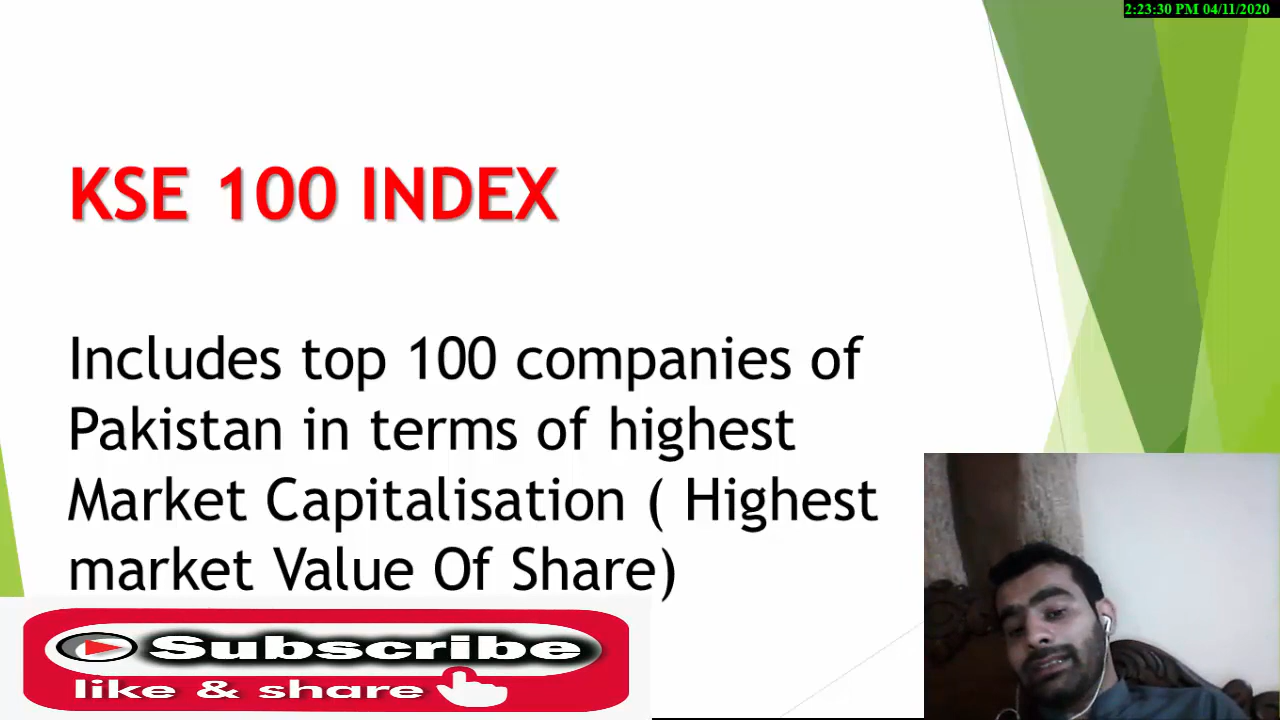 2:23:30 PM 04/11/2020
KSE 100 INDEX
Includes top 100 companies of
Pakistan in terms of highest
Market Capitalisation ( Highest
market Value Of Share)
Subscribe
like & share